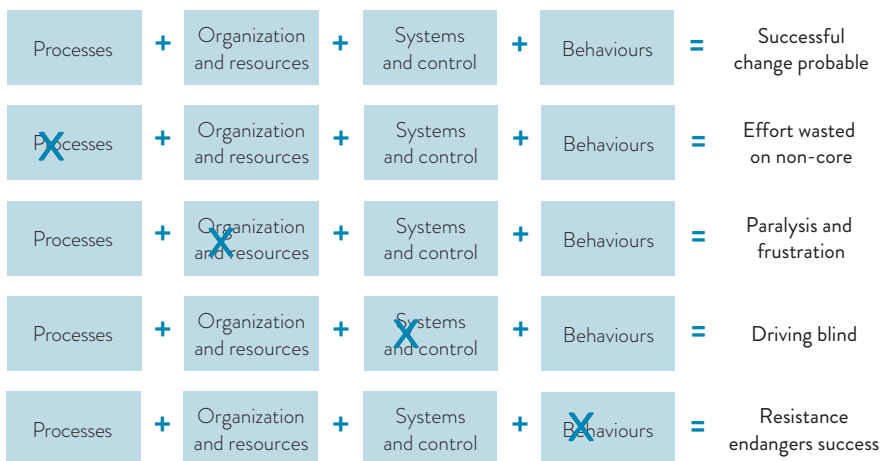 Processes + Organization and resources + Systems and control + Behaviours = Successful change probable
Processes X + Organization and resources + Systems and control + Behaviours = Effort wasted on non-core
Processes + Organization and resources X + Systems and control + Behaviours = Paralysis and frustration
Processes + Organization and resources + Systems and control X + Behaviours = Driving blind
Processes + Organization and resources + Systems and control + Behaviours X = Resistance endangers success